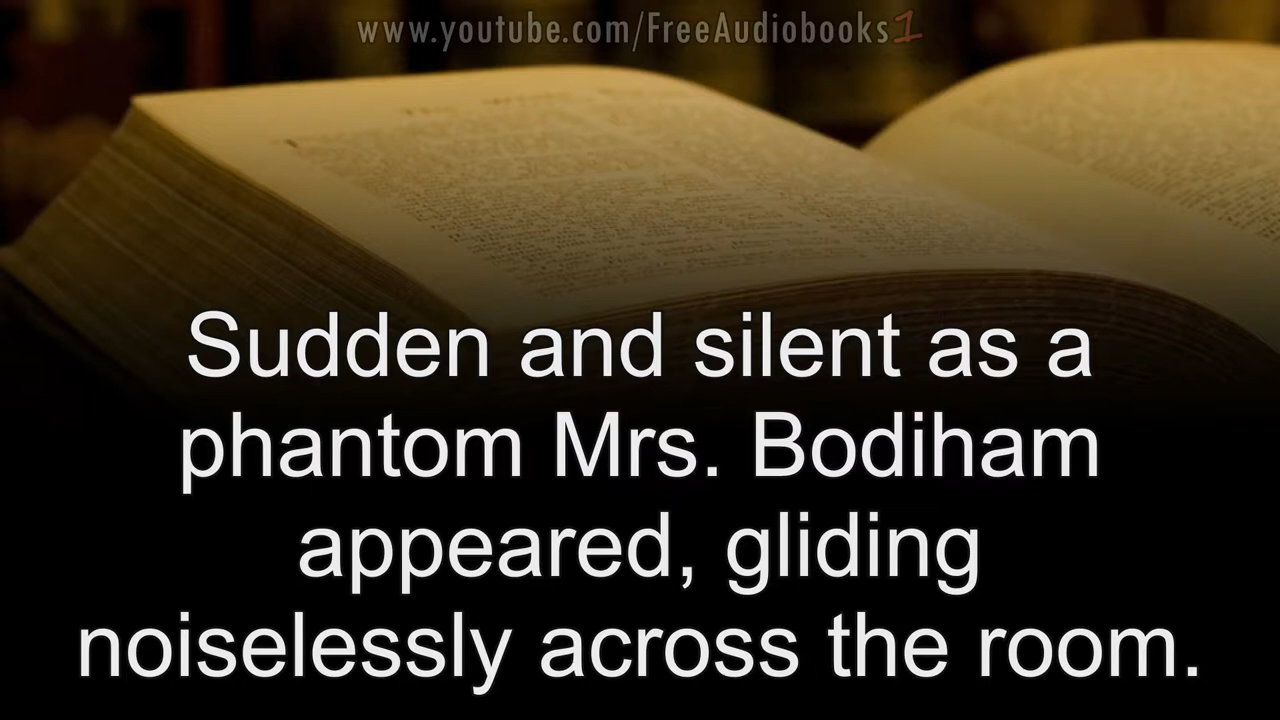 www.youtube.com/FreeAudiobooks1
Sudden and silent as a
phantom Mrs. Bodiham
appeared, gliding
noiselessly across the room.